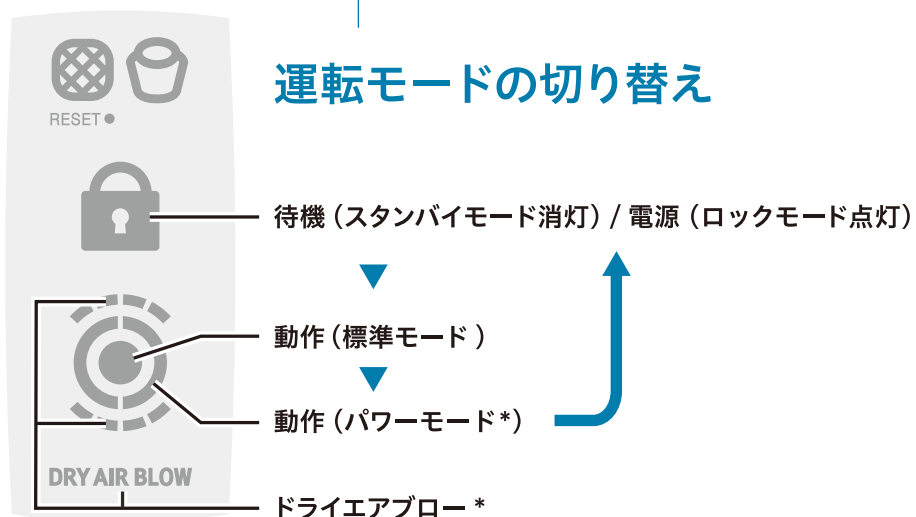 運転モードの切り替え
RESET
待機（スタンバイモード消灯）/ 電源（ロックモード点灯）
動作（標準モード ）
動作（パワーモード*）
DRY AIR BLOW
ドライエアブロー *